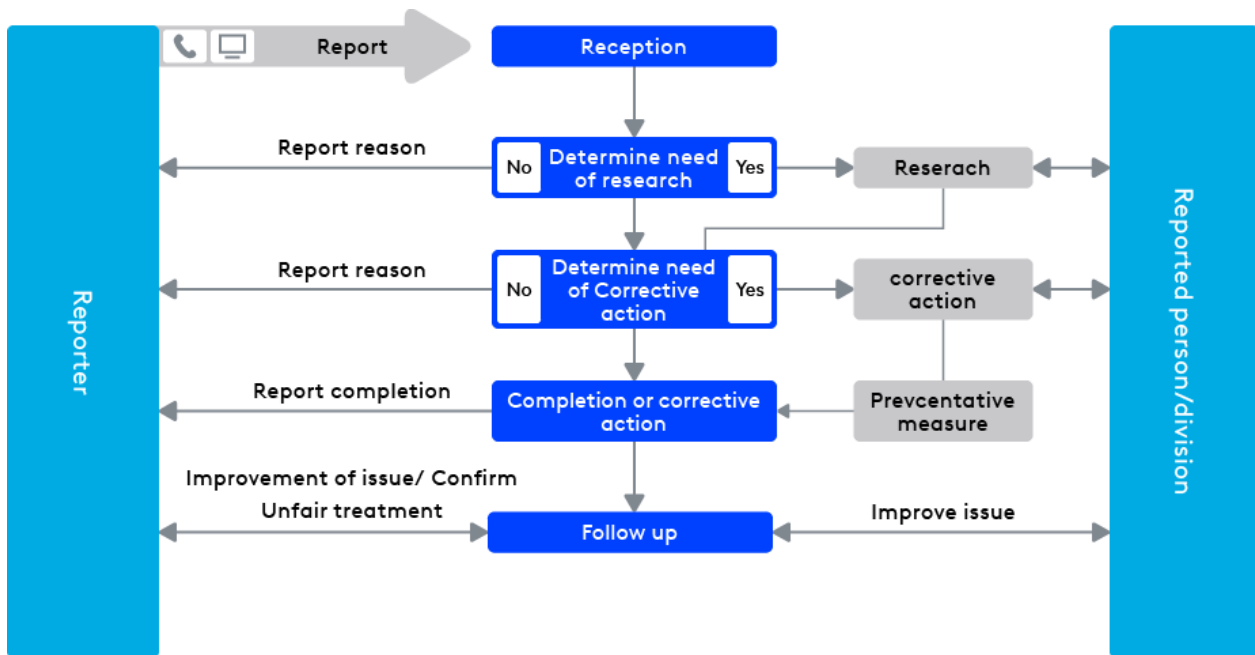 Report
Reception
Report reason
No
Determine need
of research
Yes
Reserach
Report reason
No
Determine need
of Corrective
action
Yes
corrective
action
Report completion
Completion or corrective
action
Prevcentative
measure
Improvement of issue/ Confirm
Unfair treatment
Follow up
Improve issue
Reporter
Reported person/division